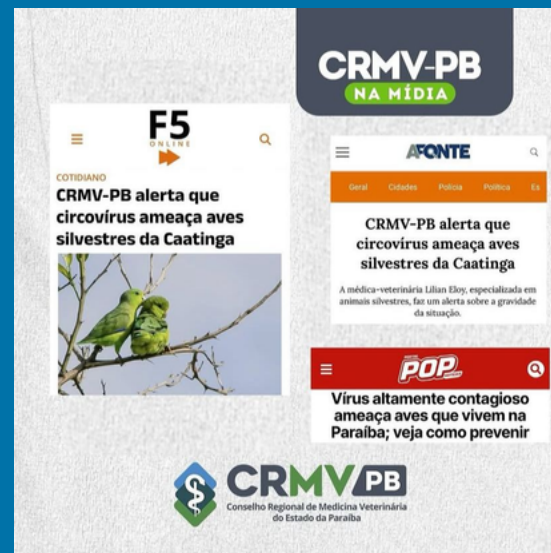 CRMV-PB
NA MÍDIA
F5
ONLINE
COTIDIANO
CRMV-PB alerta que
circovírus ameaça aves
silvestres da Caatinga
AFONTE
Geral Cidades Polícia Política Es
CRMV-PB alerta que
circovírus ameaça aves
silvestres da Caatinga
A médica-veterinária Lilian Eloy, especializada em
animais silvestres, faz um alerta sobre a gravidade
da situação.
POP
Vírus altamente contagioso
ameaça aves que vivem na
Paraíba; veja como prevenir
CRMV PB
Conselho Regional de Medicina Veterinária
do Estado da Paraíba